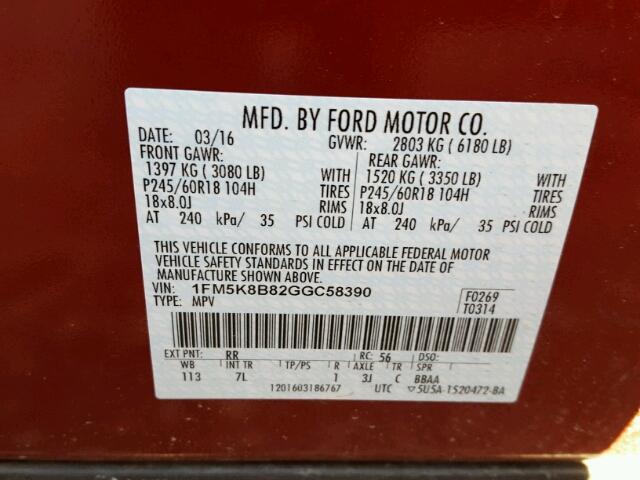 MFD. BY FORD MOTOR CO.
DATE: 03/16 GVWR: 2803 KG ( 6180 LB)
FRONT GAWR: REAR GAWR:
1397 KG ( 3080 LB) 1520 KG ( 3350 LB)
P245/60R18 104H TIRES P245/60R18 104H TIRES
18x8.0J RIMS 18x8.0J RIMS
AT 240 kPa/ 35 PSI COLD AT 240 kPa/ 35 PSI COLD
THIS VEHICLE CONFORMS TO ALL APPLICABLE FEDERAL MOTOR
VEHICLE SAFETY STANDARDS IN EFFECT ON THE DATE OF
MANUFACTURE SHOWN ABOVE.
VIN: 1FM5K8B82GGC58390 F0269
TYPE: MPV T0314
EXT PNT: RR RC: 56 DSO:
WB INT TR TP/PS R AXLE TR SPR
113 7L 1 3J C BBAA
1201603186767 UTC ▽5U5A-1520472-BA